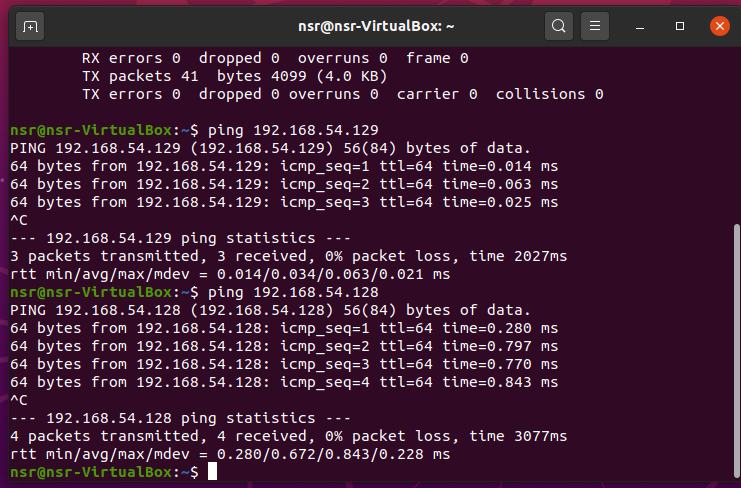 nsr@nsr-VirtualBox: ~
RX errors 0  dropped 0  overruns 0  frame 0
TX packets 41  bytes 4099 (4.0 KB)
TX errors 0  dropped 0 overruns 0  carrier 0  collisions 0
nsr@nsr-VirtualBox:~$ ping 192.168.54.129
PING 192.168.54.129 (192.168.54.129) 56(84) bytes of data.
64 bytes from 192.168.54.129: icmp_seq=1 ttl=64 time=0.014 ms
64 bytes from 192.168.54.129: icmp_seq=2 ttl=64 time=0.063 ms
64 bytes from 192.168.54.129: icmp_seq=3 ttl=64 time=0.025 ms
^C
--- 192.168.54.129 ping statistics ---
3 packets transmitted, 3 received, 0% packet loss, time 2027ms
rtt min/avg/max/mdev = 0.014/0.034/0.063/0.021 ms
nsr@nsr-VirtualBox:~$ ping 192.168.54.128
PING 192.168.54.128 (192.168.54.128) 56(84) bytes of data.
64 bytes from 192.168.54.128: icmp_seq=1 ttl=64 time=0.280 ms
64 bytes from 192.168.54.128: icmp_seq=2 ttl=64 time=0.797 ms
64 bytes from 192.168.54.128: icmp_seq=3 ttl=64 time=0.770 ms
64 bytes from 192.168.54.128: icmp_seq=4 ttl=64 time=0.843 ms
^C
--- 192.168.54.128 ping statistics ---
4 packets transmitted, 4 received, 0% packet loss, time 3077ms
rtt min/avg/max/mdev = 0.280/0.672/0.843/0.228 ms
nsr@nsr-VirtualBox:~$